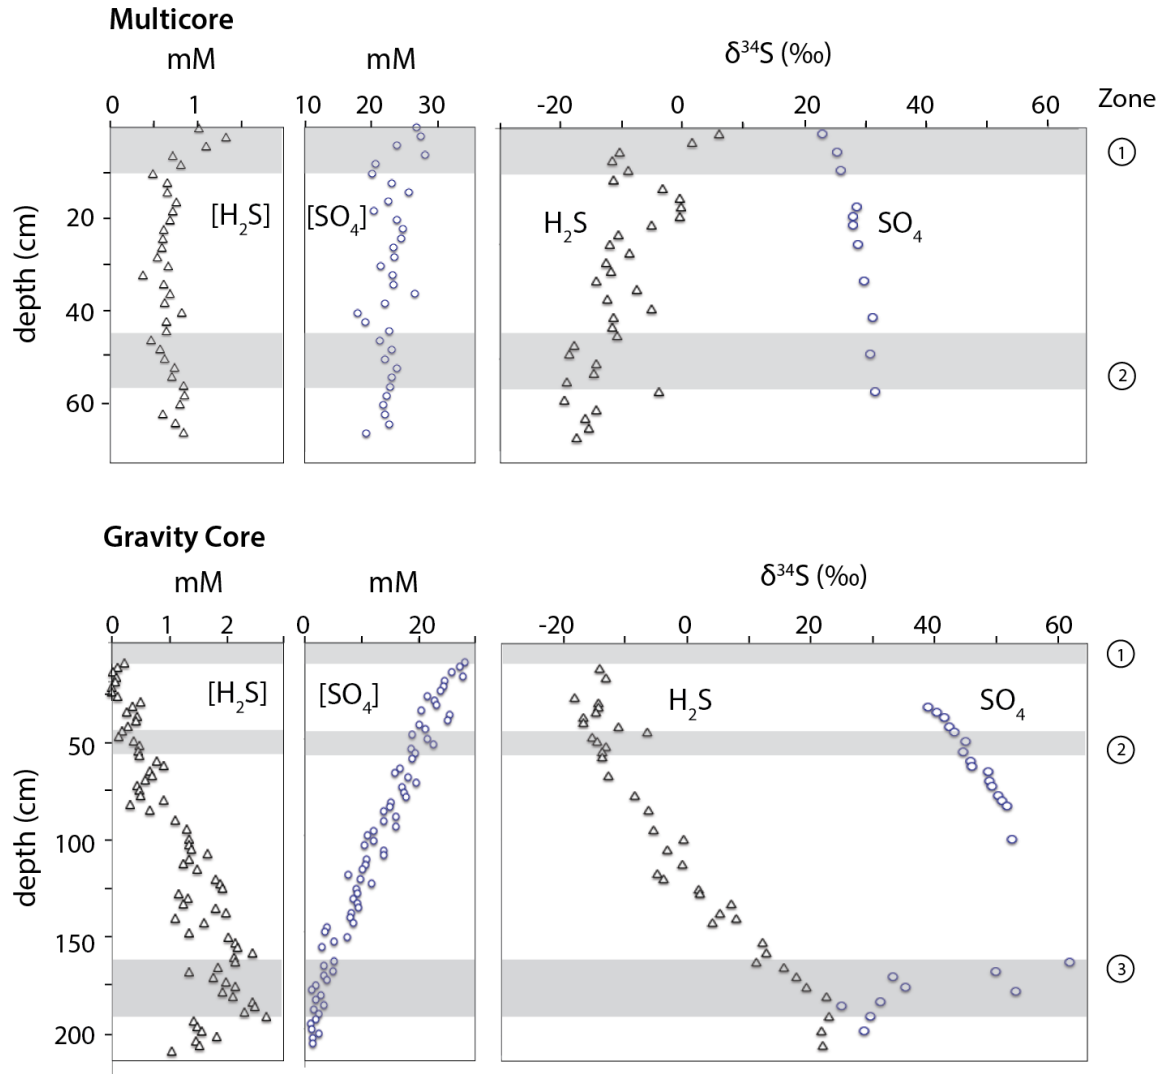 Multicore
mM mM δ³⁴S (‰)
0 1 10 20 30 -20 0 20 40 60 Zone
1
20 [H₂S] [SO₄] H₂S SO₄
depth (cm)
40
2
60
Gravity Core
mM mM δ³⁴S (‰)
0 1 2 0 20 -20 0 20 40 60
1
[H₂S] [SO₄] H₂S SO₄
50 2
depth (cm)
100
150
3
200